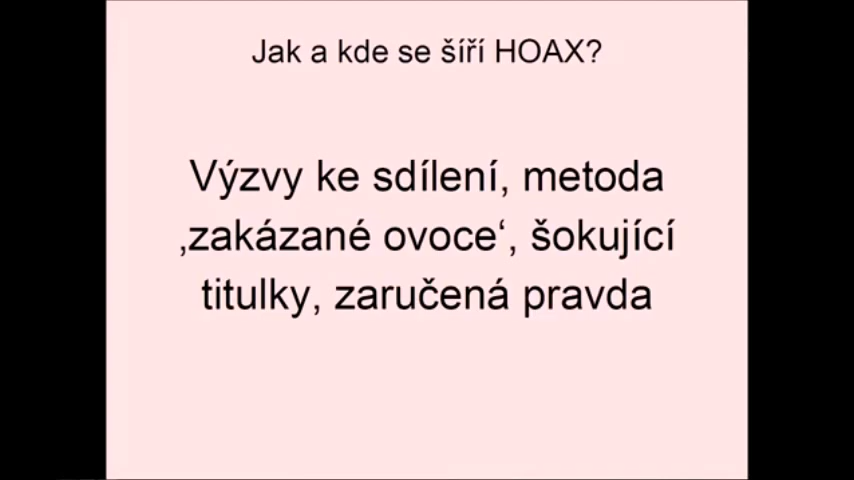 Jak a kde se šíří HOAX?
Výzvy ke sdílení, metoda
‚zakázané ovoce‘, šokující
titulky, zaručená pravda